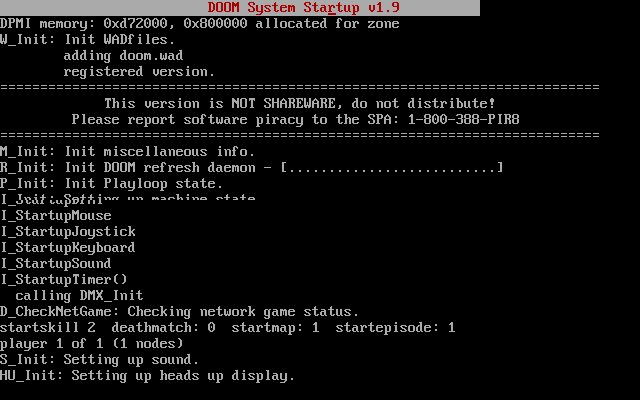 DOOM System Startup v1.9
DPMI memory: 0xd72000, 0x800000 allocated for zone
W_Init: Init WADfiles.
adding doom.wad
registered version.
===========================================================================
This version is NOT SHAREWARE, do not distribute!
Please report software piracy to the SPA: 1-800-388-PIR8
===========================================================================
M_Init: Init miscellaneous info.
R_Init: Init DOOM refresh daemon - [..........................]
P_Init: Init Playloop state.
up machine state.
I_StartupMouse
I_StartupJoystick
I_StartupKeyboard
I_StartupSound
I_StartupTimer()
calling DMX_Init
D_CheckNetGame: Checking network game status.
startskill 2  deathmatch: 0  startmap: 1  startepisode: 1
player 1 of 1 (1 nodes)
S_Init: Setting up sound.
HU_Init: Setting up heads up display.